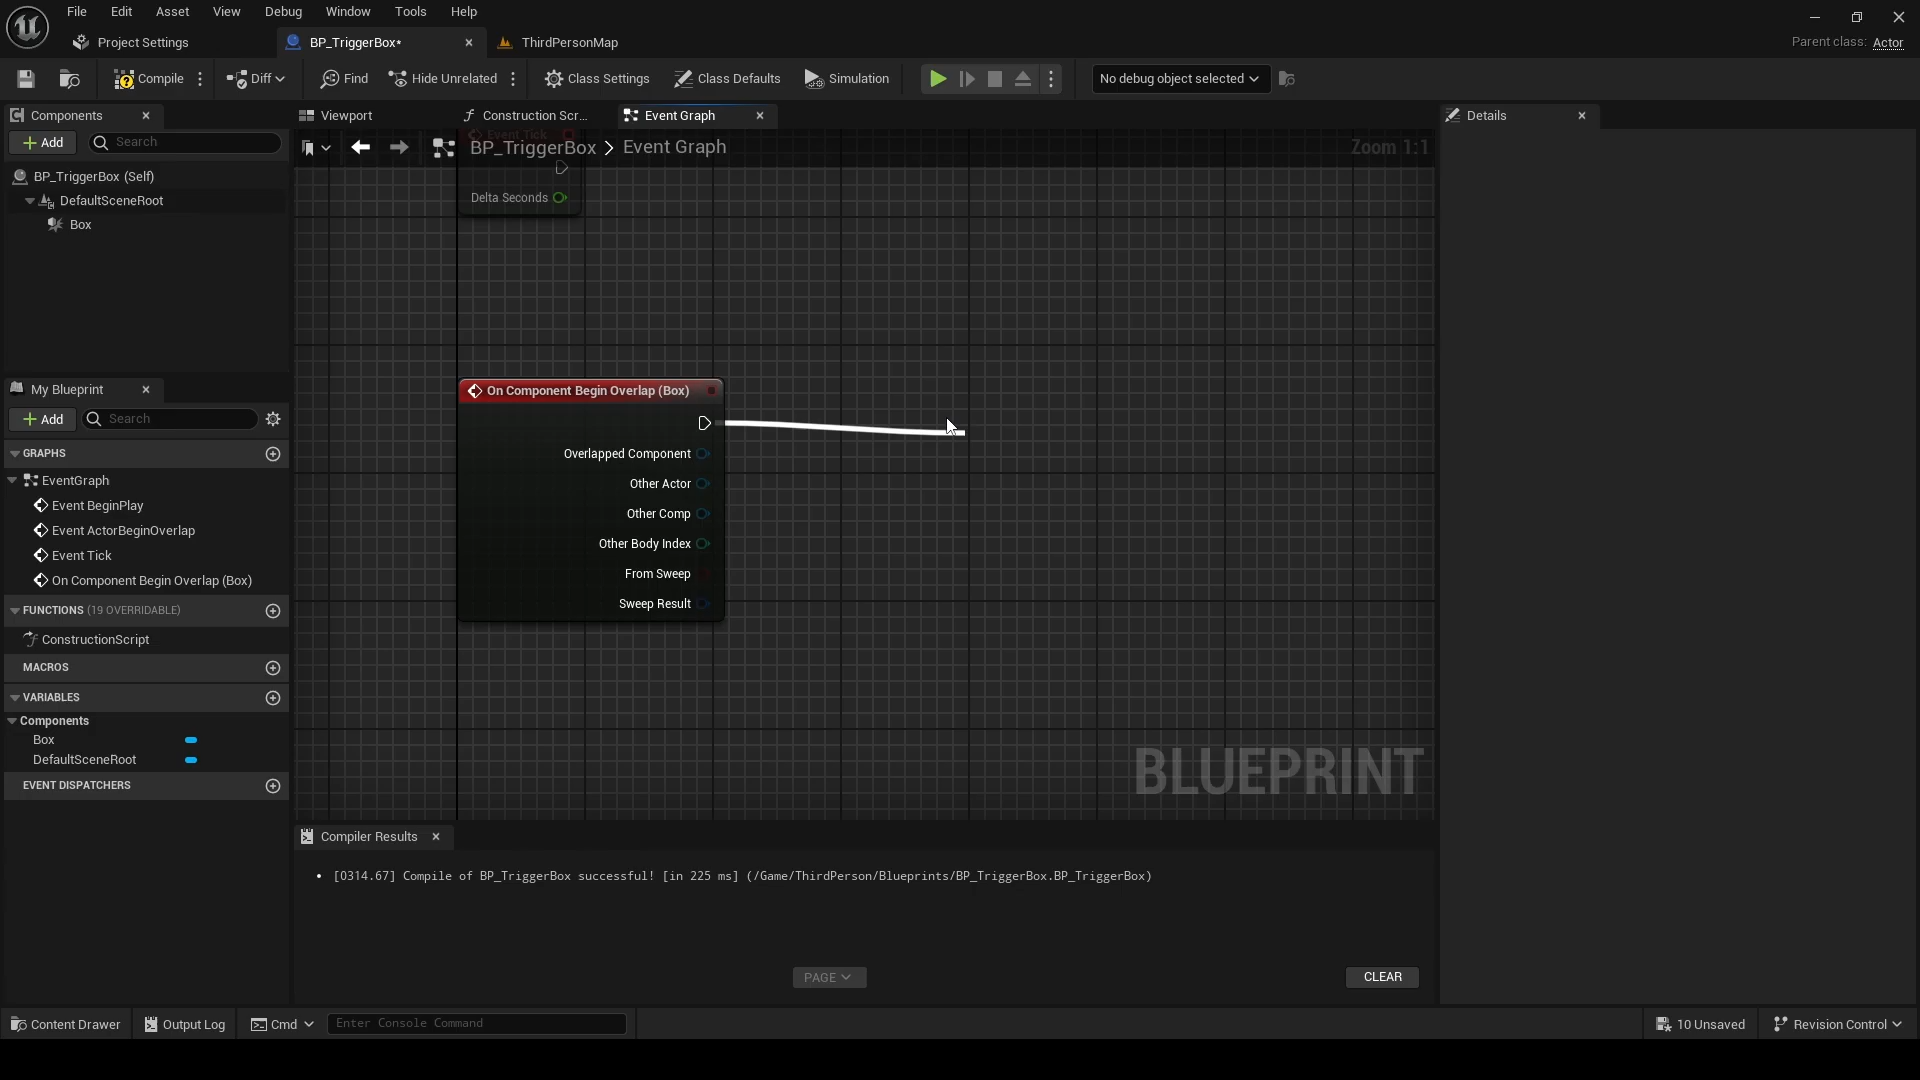 File Edit View Asset Debug Window Tools Help
Project Settings
BP_TriggerBox*
ThirdPersonMap
Parent class: Actor
Compile
Diff
Find
Hide Unrelated
Class Settings
Class Defaults
Simulation
No debug object selected
Components
Viewport
Construction Scr...
Event Graph
Details
Add
Search
Event Tick
BP_TriggerBox > Event Graph
Zoom 1:1
BP_TriggerBox (Self)
DefaultSceneRoot
Box
Delta Seconds
My Blueprint
Add
Search
GRAPHS
EventGraph
Event BeginPlay
Event ActorBeginOverlap
Event Tick
On Component Begin Overlap (Box)
FUNCTIONS (19 OVERRIDABLE)
ConstructionScript
MACROS
VARIABLES
Components
Box
DefaultSceneRoot
EVENT DISPATCHERS
On Component Begin Overlap (Box)
Overlapped Component
Other Actor
Other Comp
Other Body Index
From Sweep
Sweep Result
BLUEPRINT
Compiler Results
• [0314.67] Compile of BP_TriggerBox successful! [in 225 ms] (/Game/ThirdPerson/Blueprints/BP_TriggerBox.BP_TriggerBox)
PAGE
CLEAR
Content Drawer
Output Log
Cmd
Enter Console Command
10 Unsaved
Revision Control